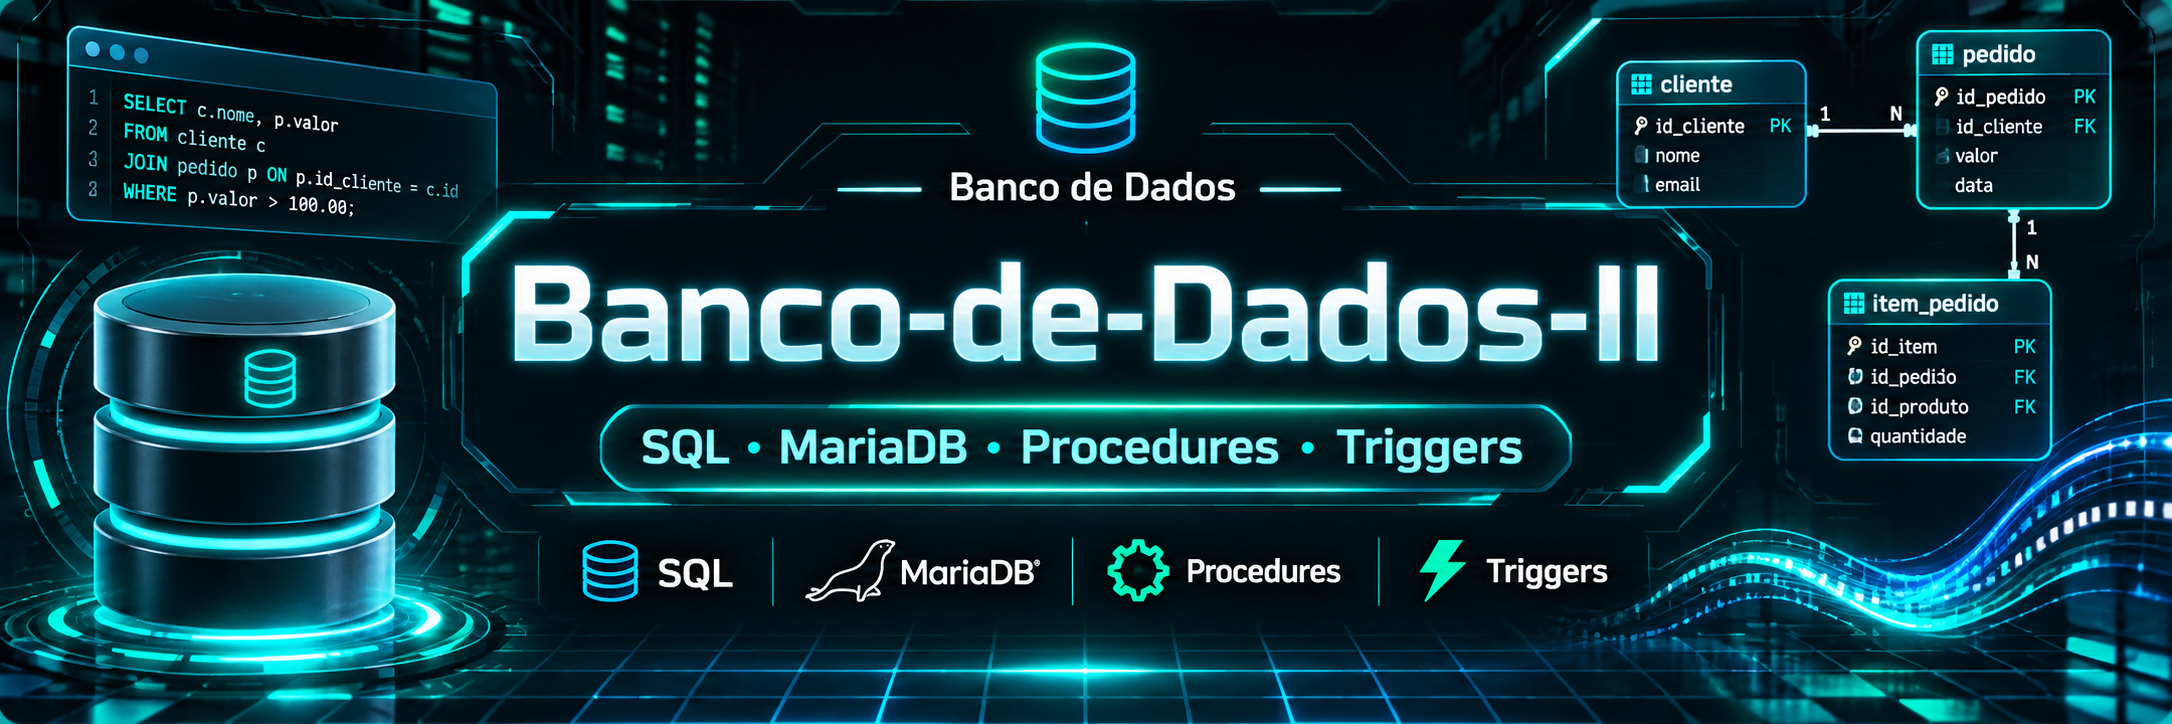 1 SELECT c.nome, p.valor
2 FROM cliente c
3 JOIN pedido p ON p.id_cliente = c.id
2 WHERE p.valor > 100.00;
Banco de Dados
Banco-de-Dados-II
SQL • MariaDB • Procedures • Triggers
SQL
MariaDB®
Procedures
Triggers
cliente
id_cliente PK
nome
email
1 N
pedido
id_pedido PK
id_cliente FK
valor
data
1
N
item_pedido
id_item PK
id_pedido FK
id_produto FK
quantidade